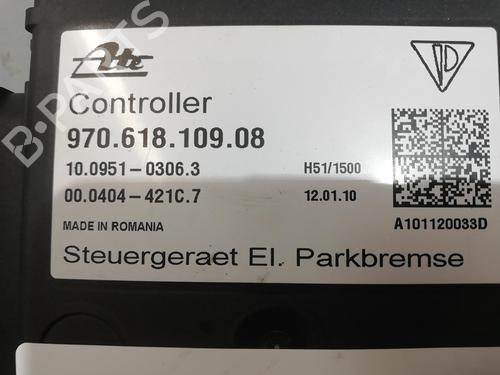 Ate
Controller
970.618.109.08
10.0951-0306.3 H51/1500
00.0404-421C.7 12.01.10
MADE IN ROMANIA A101120033D
Steuergeraet El. Parkbremse
B-PARTS